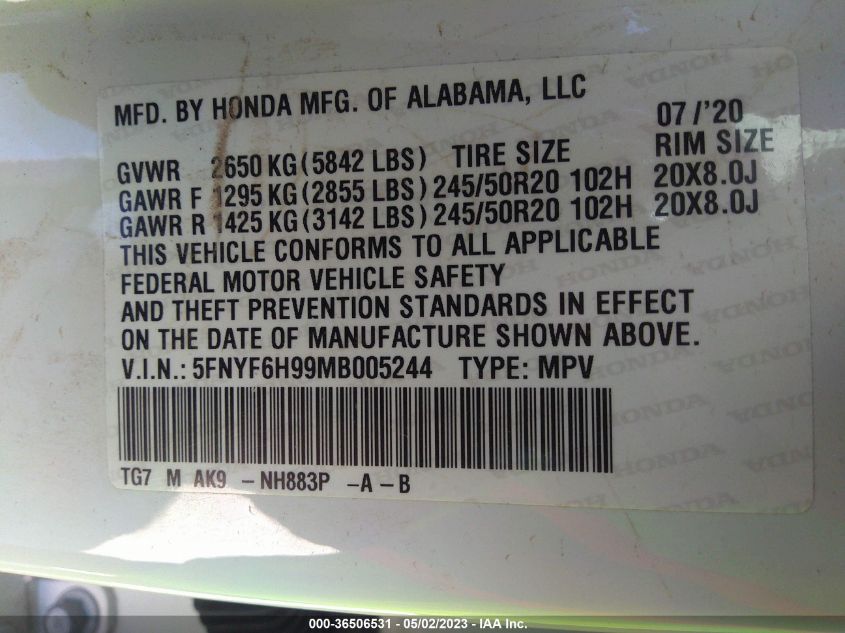 MFD. BY HONDA MFG. OF ALABAMA, LLC 07/'20
GVWR 2650 KG (5842 LBS) TIRE SIZE RIM SIZE
GAWR F 1295 KG (2855 LBS) 245/50R20 102H 20X8.0J
GAWR R 1425 KG (3142 LBS) 245/50R20 102H 20X8.0J
THIS VEHICLE CONFORMS TO ALL APPLICABLE
FEDERAL MOTOR VEHICLE SAFETY
AND THEFT PREVENTION STANDARDS IN EFFECT
ON THE DATE OF MANUFACTURE SHOWN ABOVE.
V.I.N.: 5FNYF6H99MB005244 TYPE: MPV
TG7 M AK9 - NH883P - A - B
000-36506531 - 05/02/2023 - IAA Inc.